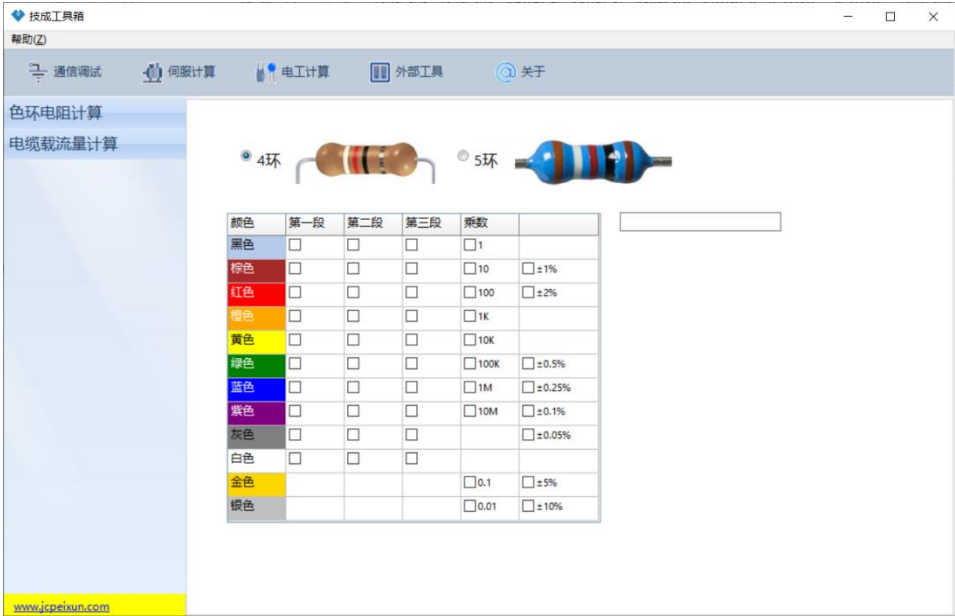 技成工具箱
帮助(Z)
通信调试 伺服计算 电工计算 外部工具 关于
色环电阻计算
电缆载流量计算
4环 5环
颜色 第一段 第二段 第三段 乘数
黑色 1
棕色 10 ±1%
红色 100 ±2%
橙色 1K
黄色 10K
绿色 100K ±0.5%
蓝色 1M ±0.25%
紫色 10M ±0.1%
灰色 ±0.05%
白色
金色 0.1 ±5%
银色 0.01 ±10%
www.jcpeixun.com